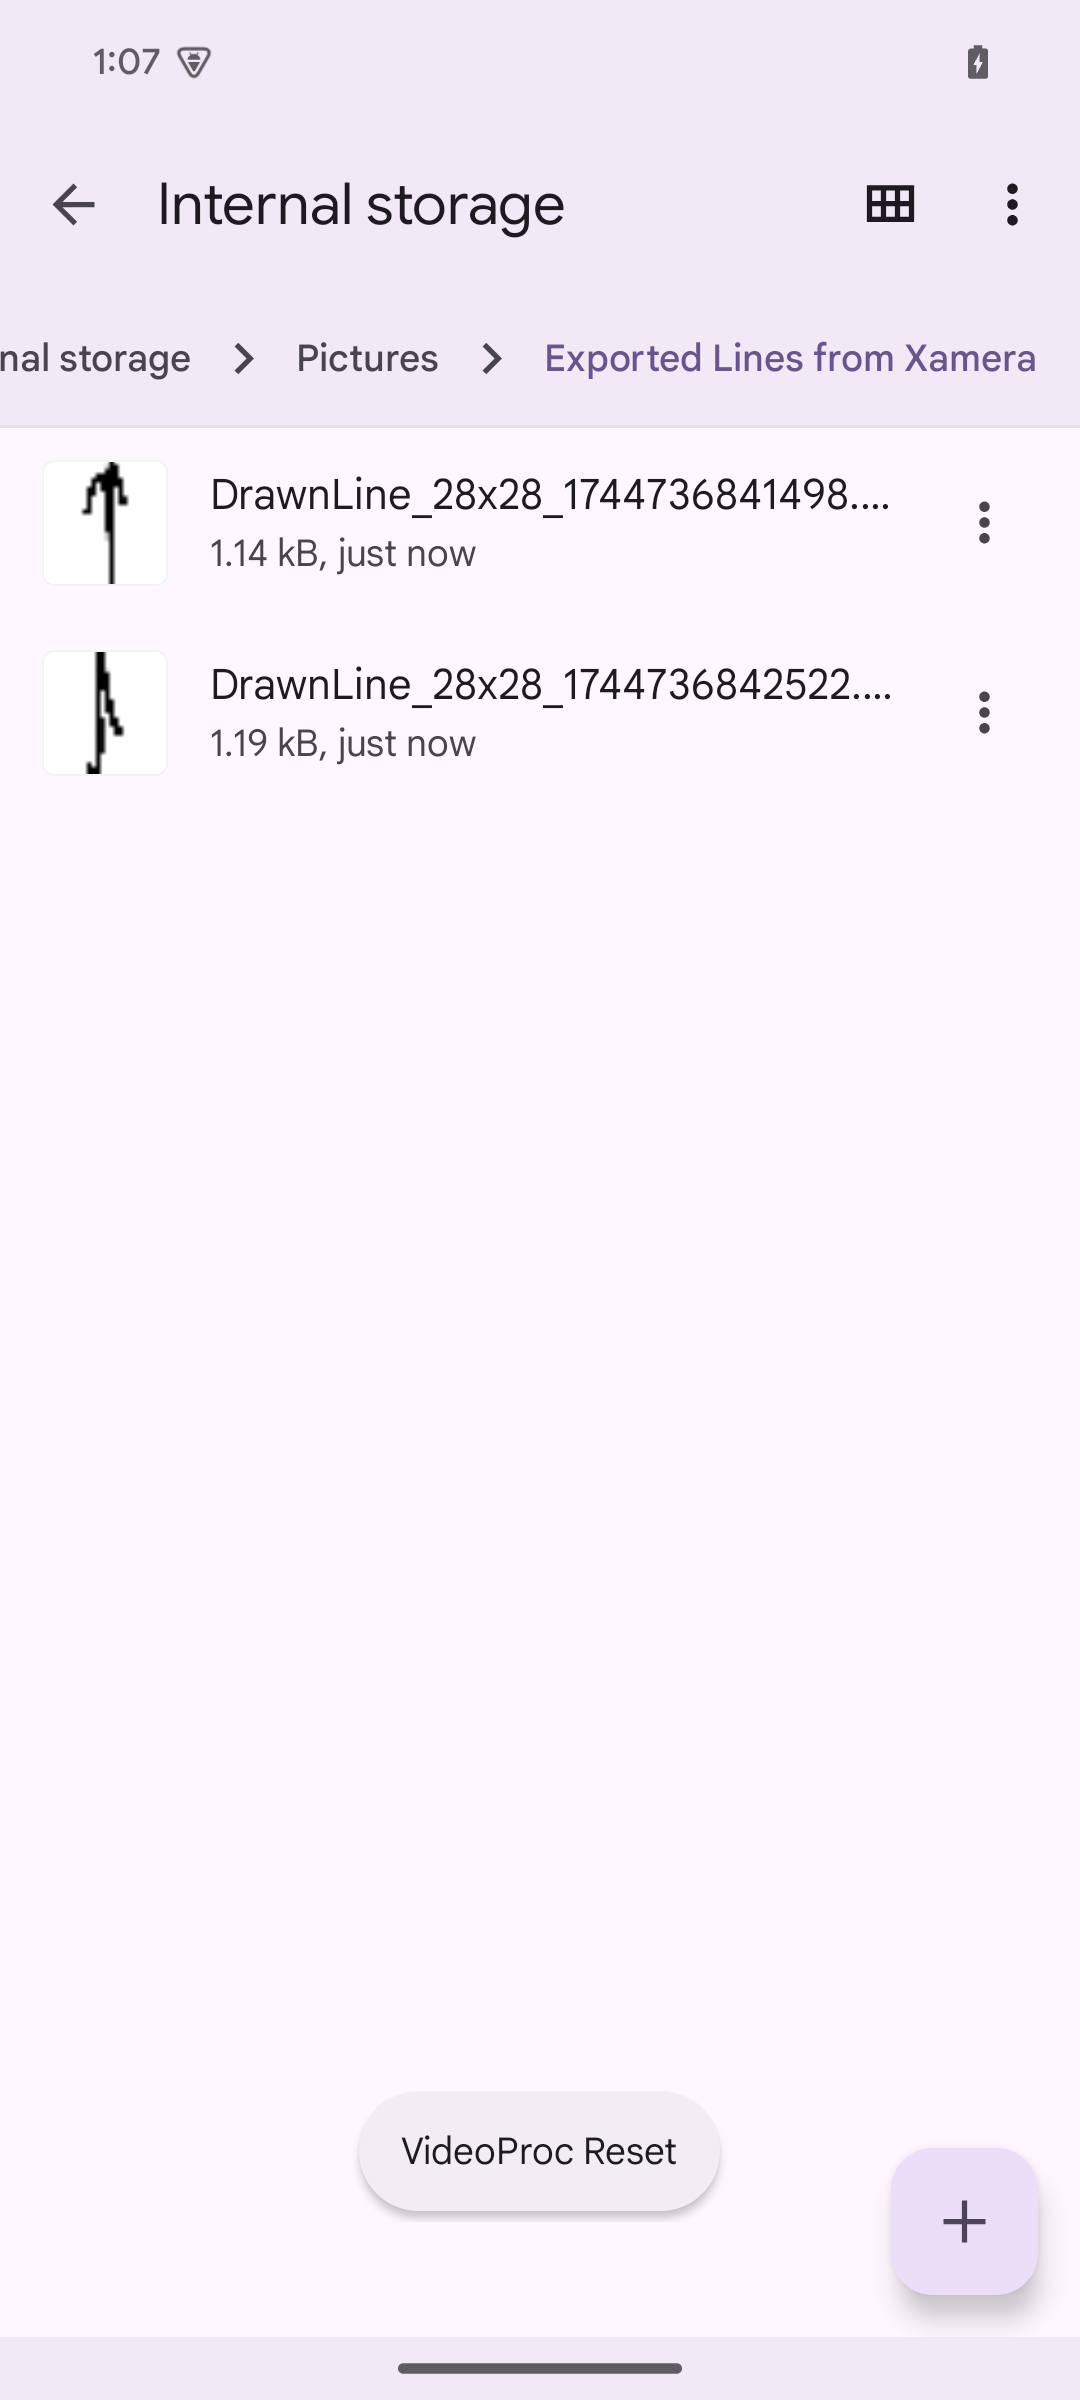 1:07
Internal storage
nal storage > Pictures > Exported Lines from Xamera
DrawnLine_28x28_1744736841498....
1.14 kB, just now
DrawnLine_28x28_1744736842522....
1.19 kB, just now
VideoProc Reset